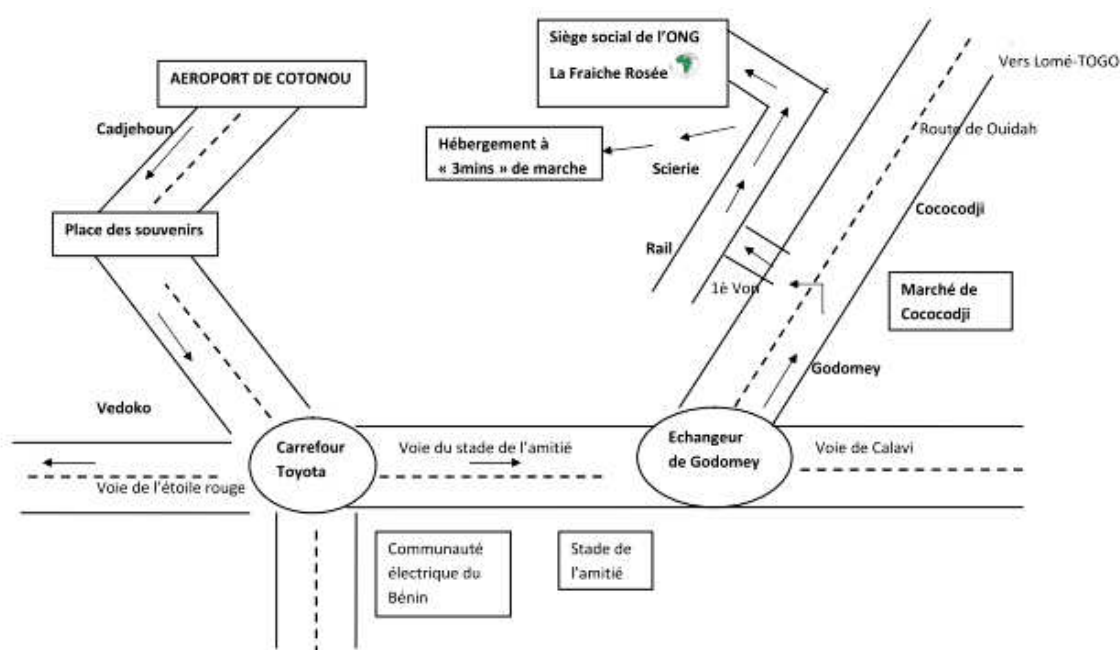 Siège social de l'ONG
La Fraiche Rosée
AEROPORT DE COTONOU
Vers Lomé-TOGO
Cadjehoun
Route de Ouidah
Hébergement à
« 3mins » de marche
Scierie
Cococodji
Place des souvenirs
Rail
1è Von
Marché de
Cococodji
Godomey
Vedoko
Carrefour
Toyota
Voie du stade de l'amitié
Echangeur
de Godomey
Voie de Calavi
Voie de l'étoile rouge
Communauté
électrique du
Bénin
Stade de
l'amitié